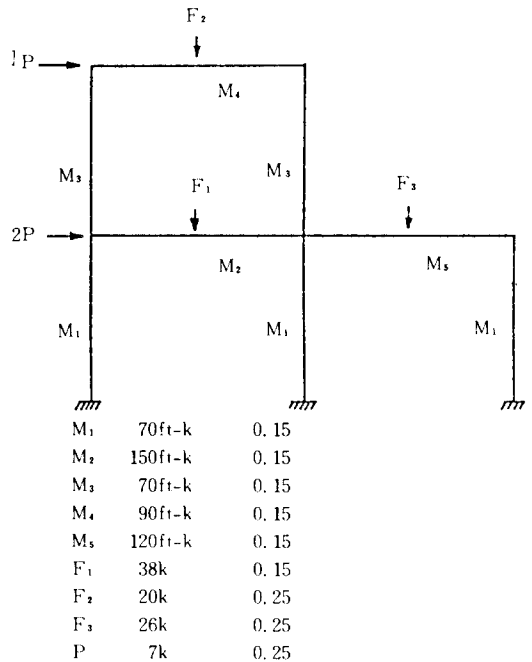 F₂
1P
M₄
M₃
M₃
F₁
F₃
2P
M₂
M₅
M₁
M₁
M₁
M₁ 70ft-k 0.15
M₂ 150ft-k 0.15
M₃ 70ft-k 0.15
M₄ 90ft-k 0.15
M₅ 120ft-k 0.15
F₁ 38k 0.15
F₂ 20k 0.25
F₃ 26k 0.25
P 7k 0.25